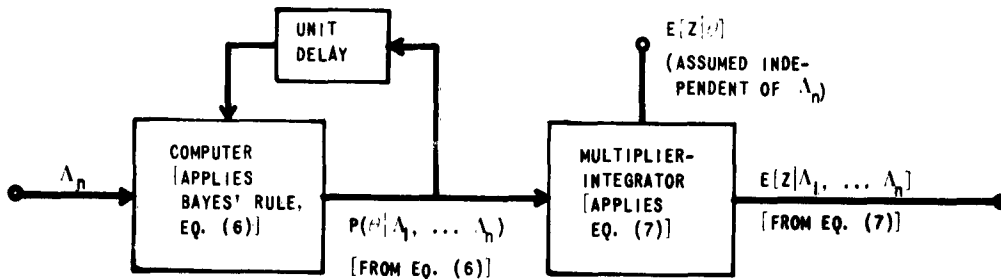 UNIT
DELAY
E[Z|θ]
(ASSUMED INDE-
PENDENT OF Λn)
Λn
COMPUTER
[APPLIES
BAYES' RULE,
EQ. (6)]
P(θ|Λ1, ... Λn)
[FROM EQ. (6)]
MULTIPLIER-
INTEGRATOR
[APPLIES
EQ. (7)]
E[Z|Λ1, ... Λn]
[FROM EQ. (7)]